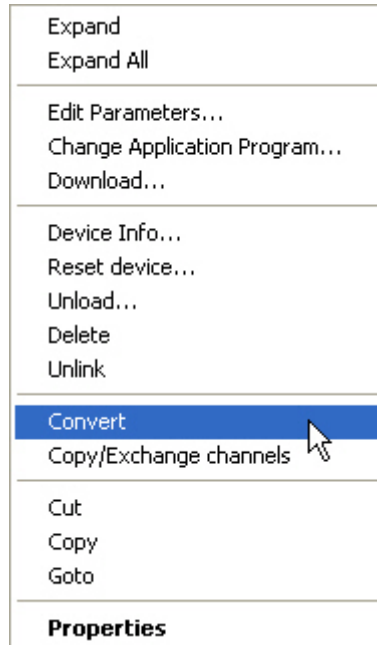 Expand
Expand All
Edit Parameters...
Change Application Program...
Download...
Device Info...
Reset device...
Unload...
Delete
Unlink
Convert
Copy/Exchange channels
Cut
Copy
Goto
Properties